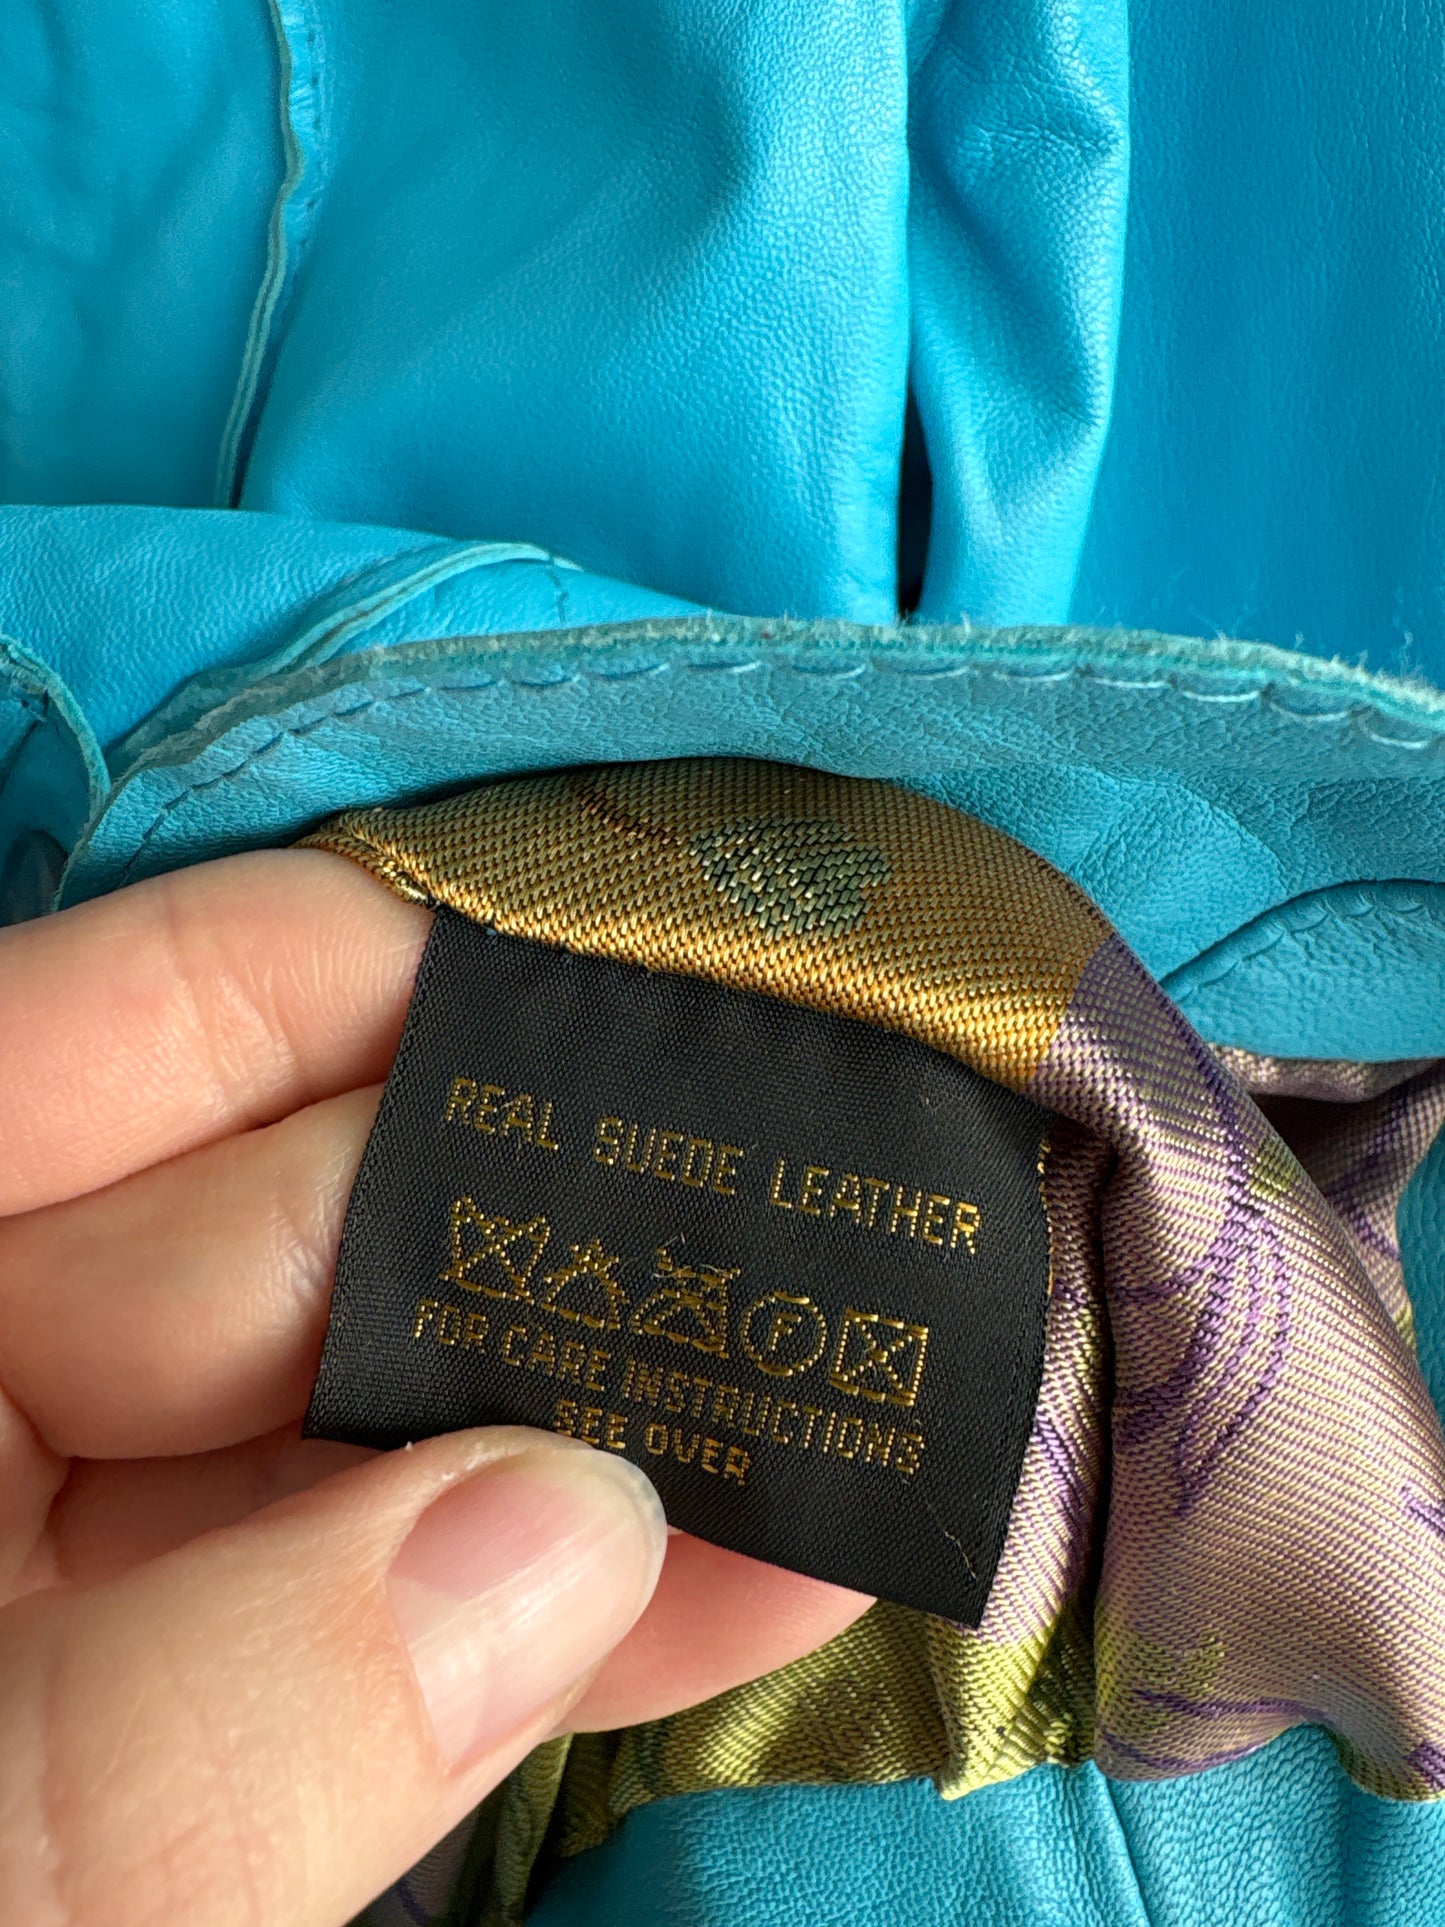 REAL SUEDE LEATHER
F
FOR CARE INSTRUCTIONS
SEE OVER